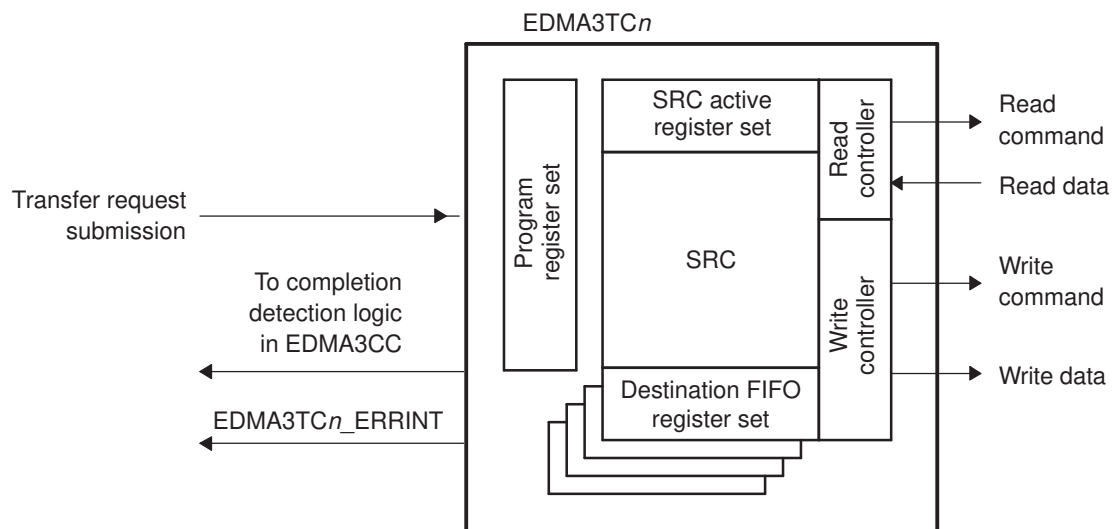 EDMA3TCn
SRC active
register set
Read
controller
Read
command
Read data
Program
register set
Transfer request
submission
SRC
To completion
detection logic
in EDMA3CC
Write
controller
Write
command
Write data
Destination FIFO
register set
EDMA3TCn_ERRINT